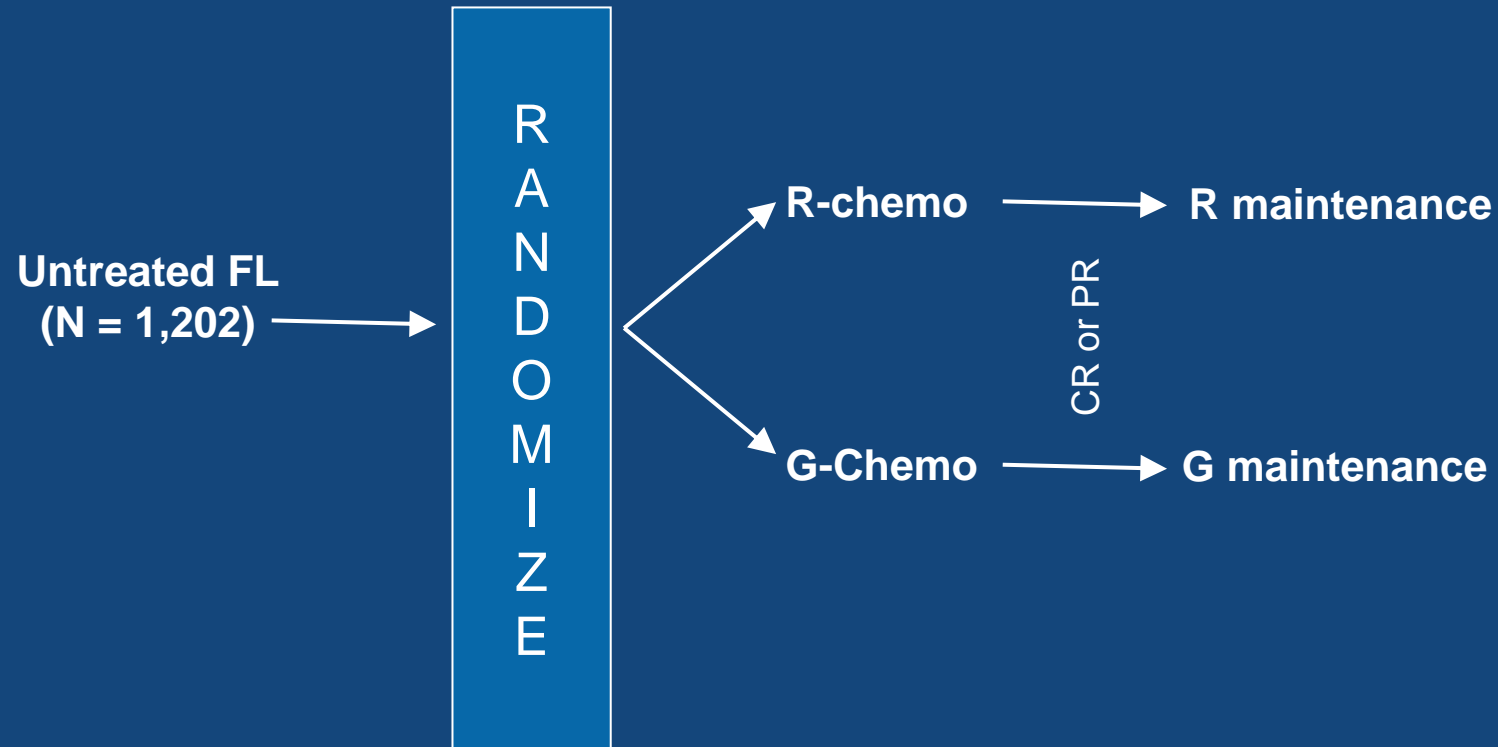 Untreated FL
(N = 1,202)
R
A
N
D
O
M
I
Z
E
R-chemo
R maintenance
CR or PR
G-Chemo
G maintenance